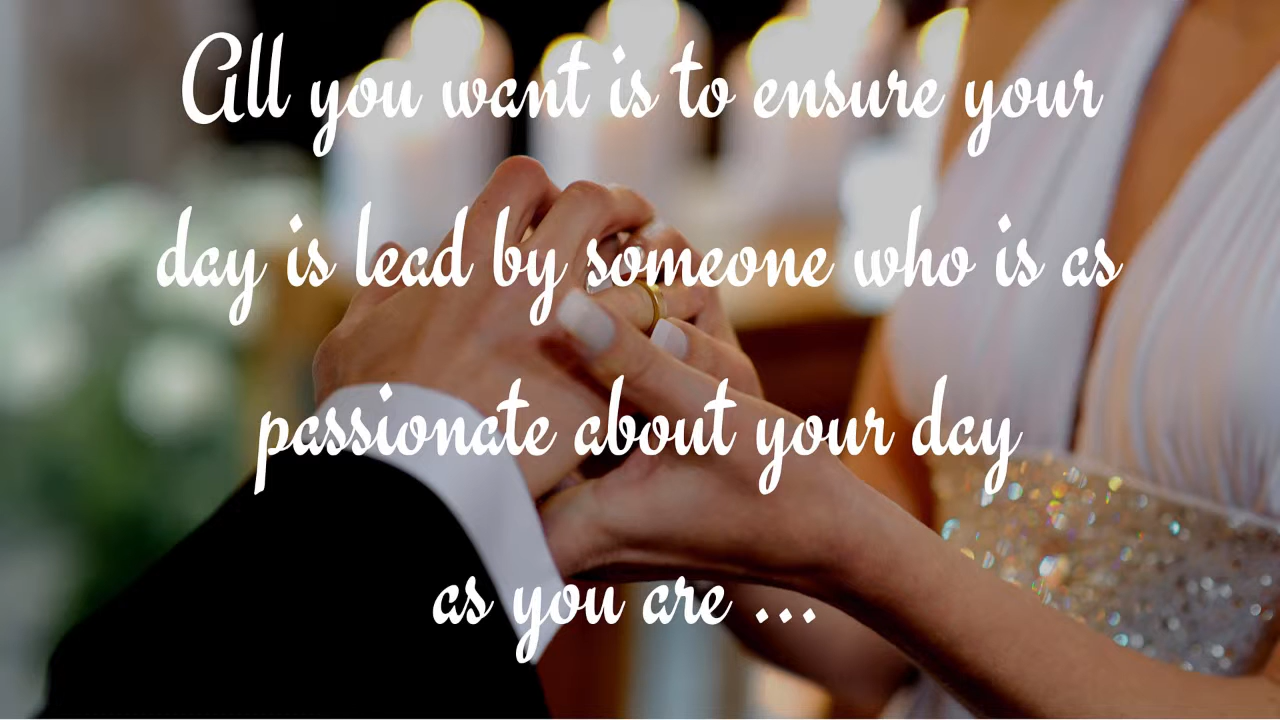 All you want is to ensure your
day is lead by someone who is as
passionate about your day
as you are ...